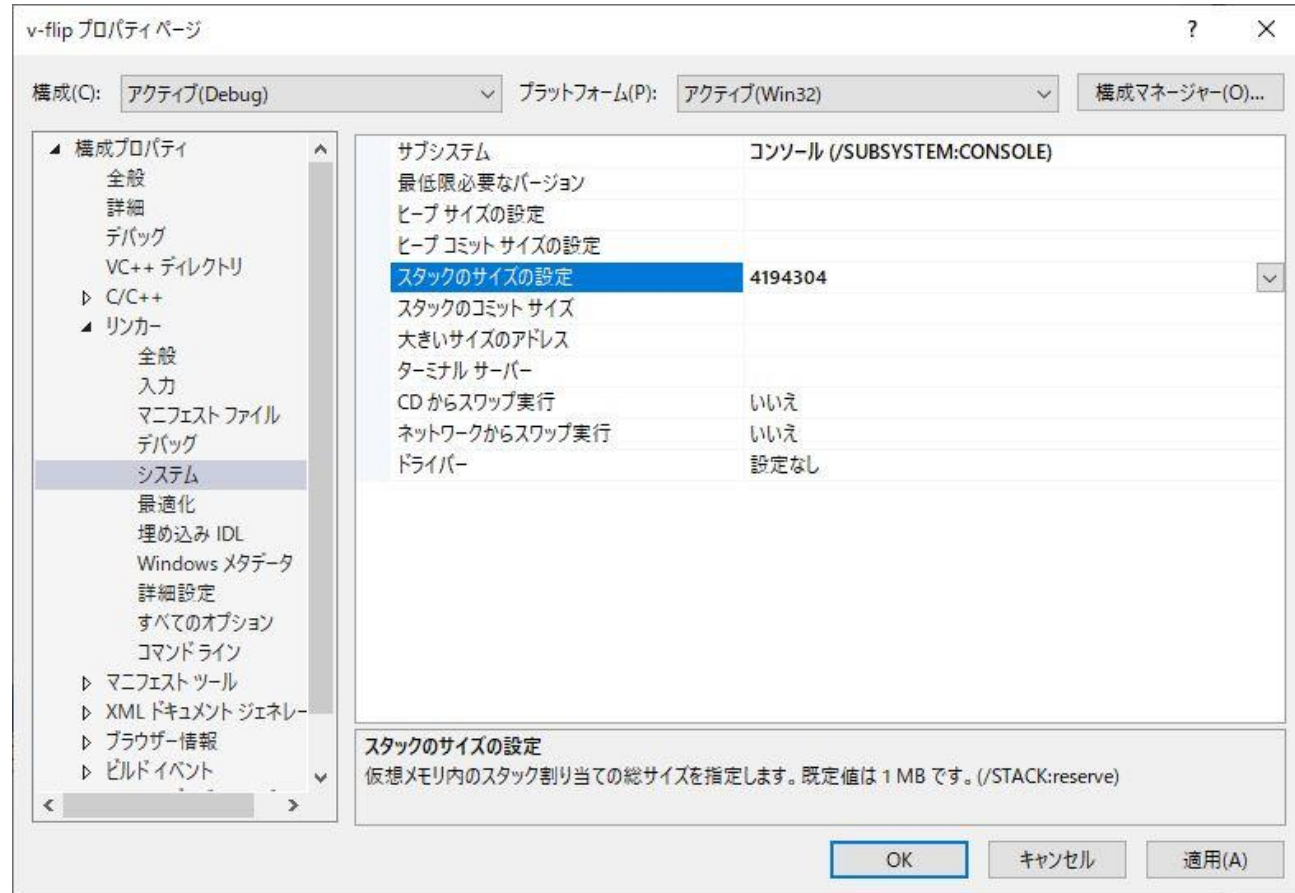 v-flip プロパティ ページ
? ×
構成(C): アクティブ(Debug) プラットフォーム(P): アクティブ(Win32) 構成マネージャー(O)...
構成プロパティ
全般
詳細
デバッグ
VC++ ディレクトリ
C/C++
リンカー
全般
入力
マニフェスト ファイル
デバッグ
システム
最適化
埋め込み IDL
Windows メタデータ
詳細設定
すべてのオプション
コマンド ライン
マニフェスト ツール
XML ドキュメント ジェネレー
ブラウザー情報
ビルド イベント
サブシステム コンソール (/SUBSYSTEM:CONSOLE)
最低限必要なバージョン
ヒープ サイズの設定
ヒープ コミット サイズの設定
スタックのサイズの設定 4194304
スタックのコミット サイズ
大きいサイズのアドレス
ターミナル サーバー
CD からスワップ実行 いいえ
ネットワークからスワップ実行 いいえ
ドライバー 設定なし
スタックのサイズの設定
仮想メモリ内のスタック割り当ての総サイズを指定します。既定値は 1 MB です。(/STACK:reserve)
OK キャンセル 適用(A)